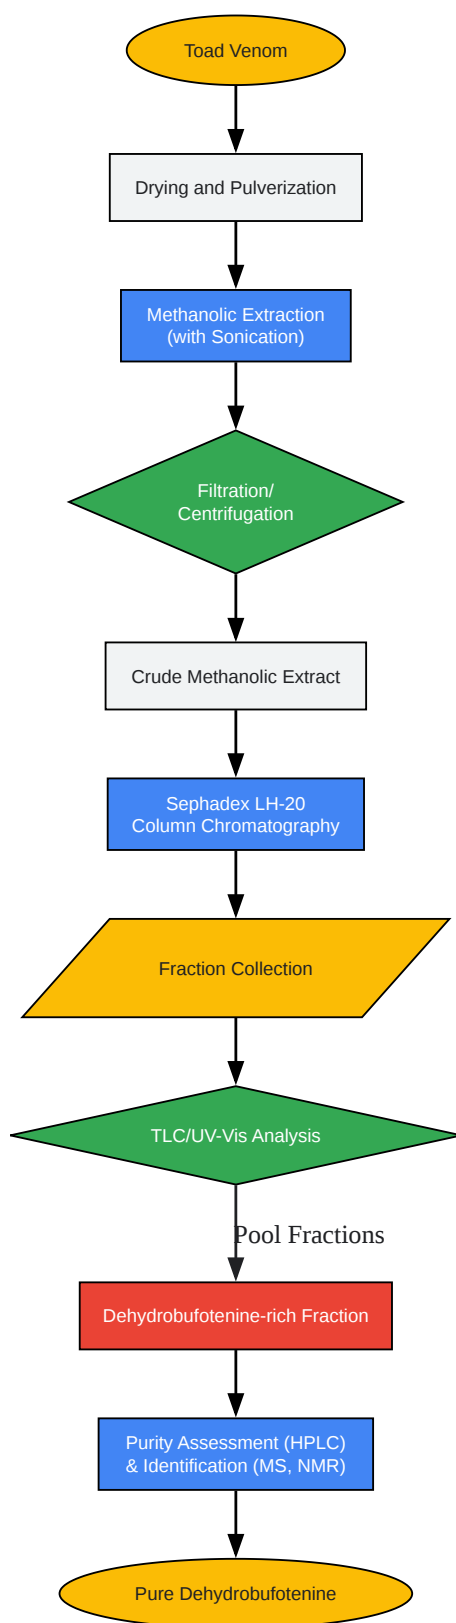 Toad Venom
Drying and Pulverization
Methanolic Extraction
(with Sonication)
Filtration/
Centrifugation
Crude Methanolic Extract
Sephadex LH-20
Column Chromatography
Fraction Collection
TLC/UV-Vis Analysis
Pool Fractions
Dehydrobufotenine-rich Fraction
Purity Assessment (HPLC)
& Identification (MS, NMR)
Pure Dehydrobufotenine